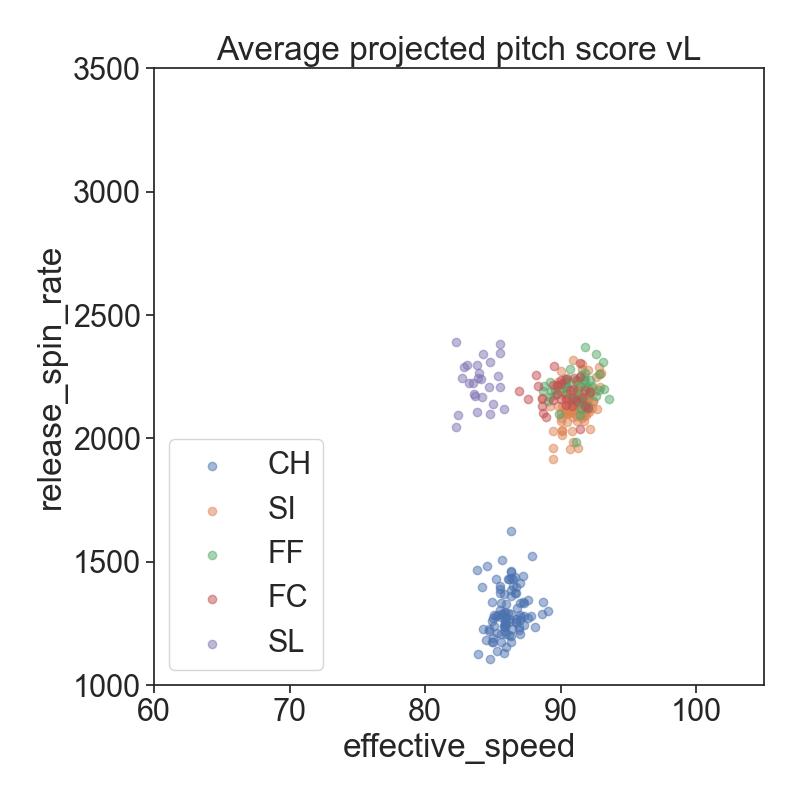 Average projected pitch score vL
3500
3000
2500
2000
1500
1000
release_spin_rate
CH
SI
FF
FC
SL
60 70 80 90 100
effective_speed